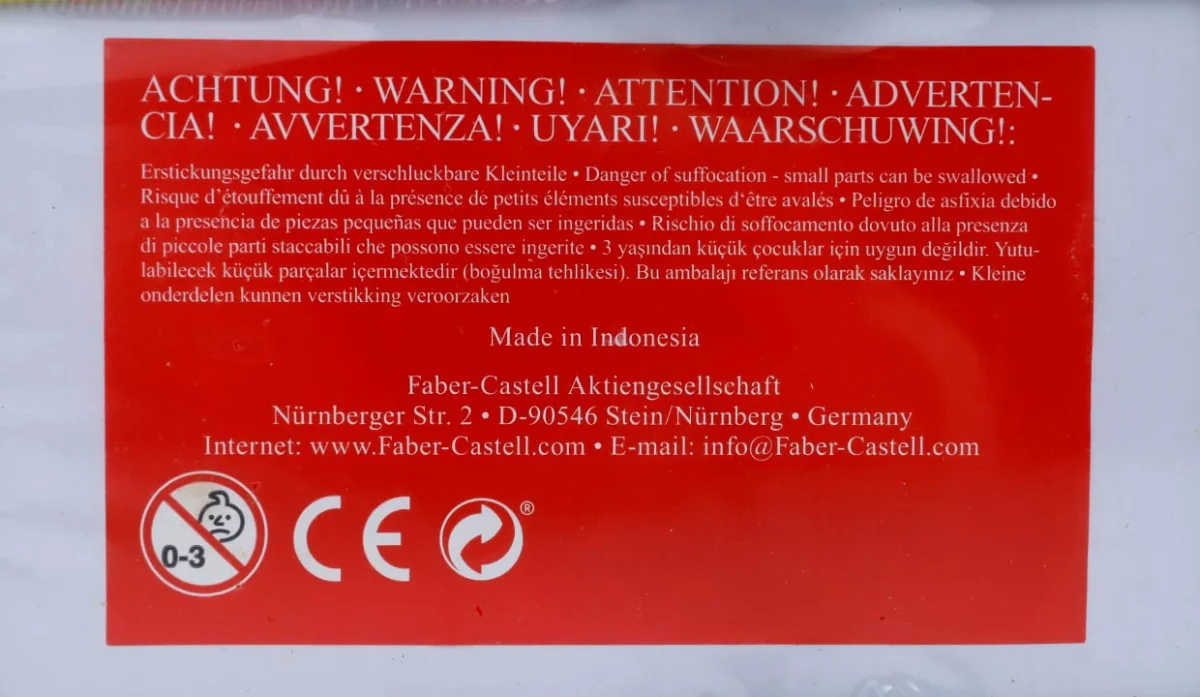 ACHTUNG! · WARNING! · ATTENTION! · ADVERTEN-
CIA! · AVVERTENZA! · UYARI! · WAARSCHUWING!:
Erstickungsgefahr durch verschluckbare Kleinteile • Danger of suffocation - small parts can be swallowed •
Risque d'étouffement dû à la présence de petits éléments susceptibles d'être avalés • Peligro de asfixia debido
a la presencia de piezas pequeñas que pueden ser ingeridas • Rischio di soffocamento dovuto alla presenza
di piccole parti staccabili che possono essere ingerite • 3 yaşından küçük çocuklar için uygun değildir. Yutu-
labilecek küçük parçalar içermektedir (boğulma tehlikesi). Bu ambalajı referans olarak saklayınız • Kleine
onderdelen kunnen verstikking veroorzaken
Made in Indonesia
Faber-Castell Aktiengesellschaft
Nürnberger Str. 2 • D-90546 Stein/Nürnberg • Germany
Internet: www.Faber-Castell.com • E-mail: info@Faber-Castell.com
0-3 CE ®